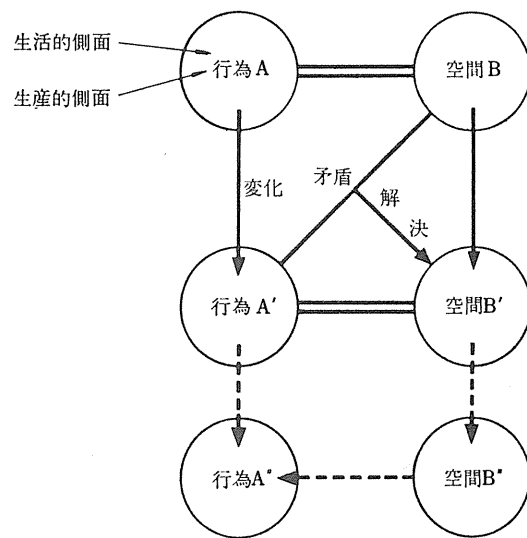 生活的側面
生産的側面
行為A
空間B
変化
矛盾
解
決
行為A′
空間B′
行為A″
空間B″